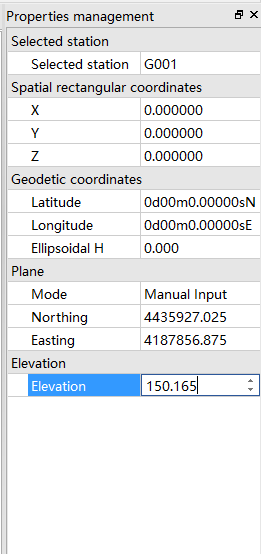 Properties management
Selected station
Selected station G001
Spatial rectangular coordinates
X 0.000000
Y 0.000000
Z 0.000000
Geodetic coordinates
Latitude 0d00m0.00000sN
Longitude 0d00m0.00000sE
Ellipsoidal H 0.000
Plane
Mode Manual Input
Northing 4435927.025
Easting 4187856.875
Elevation
Elevation 150.165